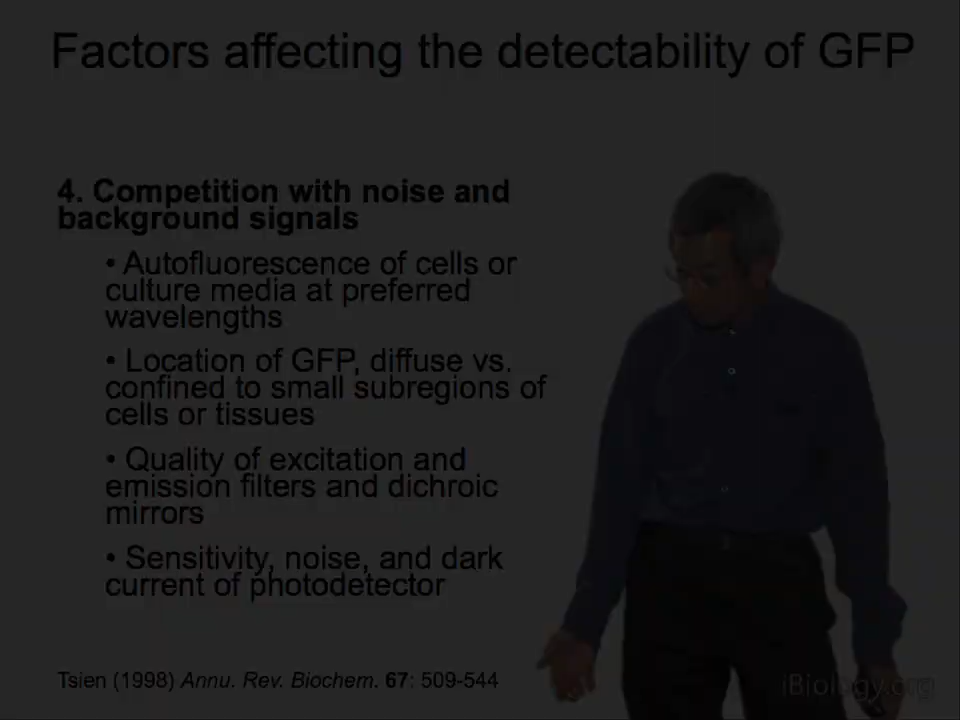 Factors affecting the detectability of GFP
4. Competition with noise and
background signals
• Autofluorescence of cells or
culture media at preferred
wavelengths
• Location of GFP, diffuse vs.
confined to small subregions of
cells or tissues
• Quality of excitation and
emission filters and dichroic
mirrors
• Sensitivity, noise, and dark
current of photodetector
Tsien (1998) Annu. Rev. Biochem. 67: 509-544
iBiology.org